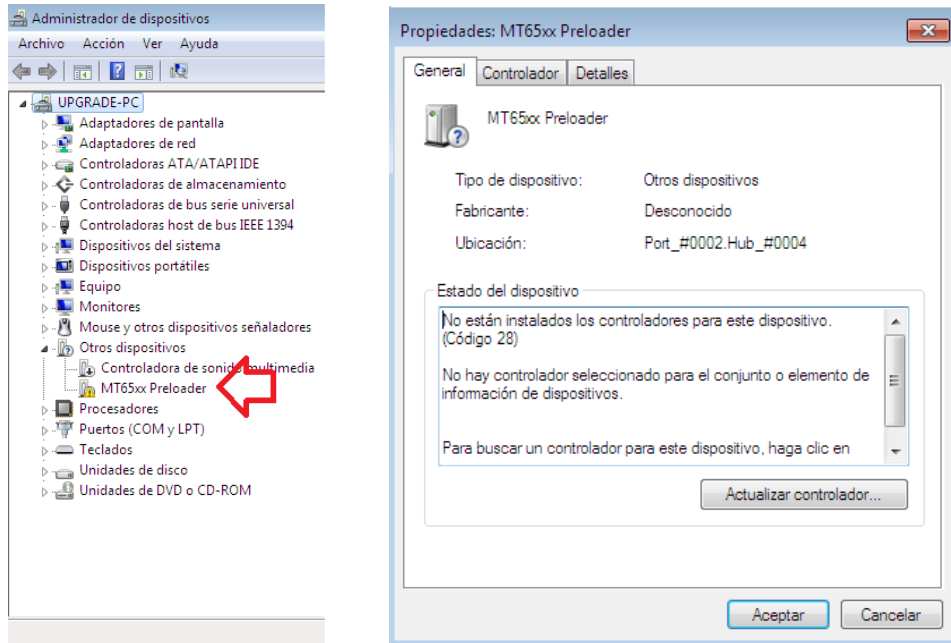 Administrador de dispositivos
Archivo Acción Ver Ayuda
UPGRADE-PC
Adaptadores de pantalla
Adaptadores de red
Controladoras ATA/ATAPI IDE
Controladoras de almacenamiento
Controladoras de bus serie universal
Controladoras host de bus IEEE 1394
Dispositivos del sistema
Dispositivos portátiles
Equipo
Monitores
Mouse y otros dispositivos señaladores
Otros dispositivos
Controladora de sonido multimedia
MT65xx Preloader
Procesadores
Puertos (COM y LPT)
Teclados
Unidades de disco
Unidades de DVD o CD-ROM
Propiedades: MT65xx Preloader
General Controlador Detalles
MT65xx Preloader
Tipo de dispositivo: Otros dispositivos
Fabricante: Desconocido
Ubicación: Port_#0002.Hub_#0004
Estado del dispositivo
No están instalados los controladores para este dispositivo.
(Código 28)
No hay controlador seleccionado para el conjunto o elemento de
información de dispositivos.
Para buscar un controlador para este dispositivo, haga clic en
Actualizar controlador...
Aceptar Cancelar